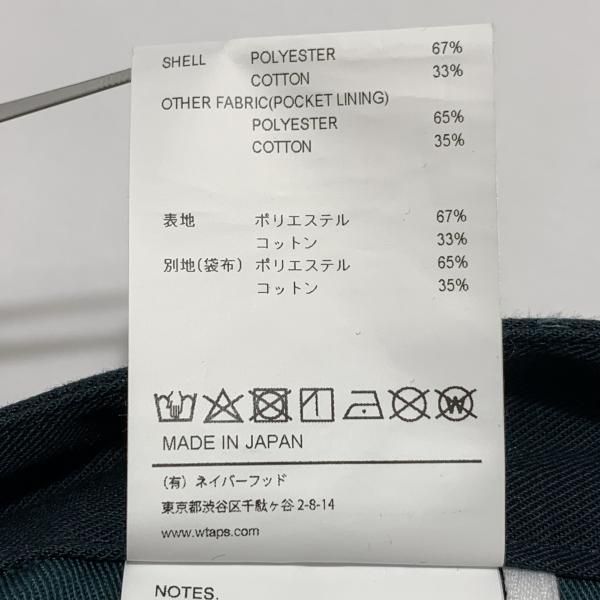 SHELL POLYESTER 67%
COTTON 33%
OTHER FABRIC(POCKET LINING)
POLYESTER 65%
COTTON 35%
表地 ポリエステル 67%
コットン 33%
別地(袋布) ポリエステル 65%
コットン 35%
W
MADE IN JAPAN
(有) ネイバーフッド
東京都渋谷区千駄ヶ谷 2-8-14
www.wtaps.com
NOTES.